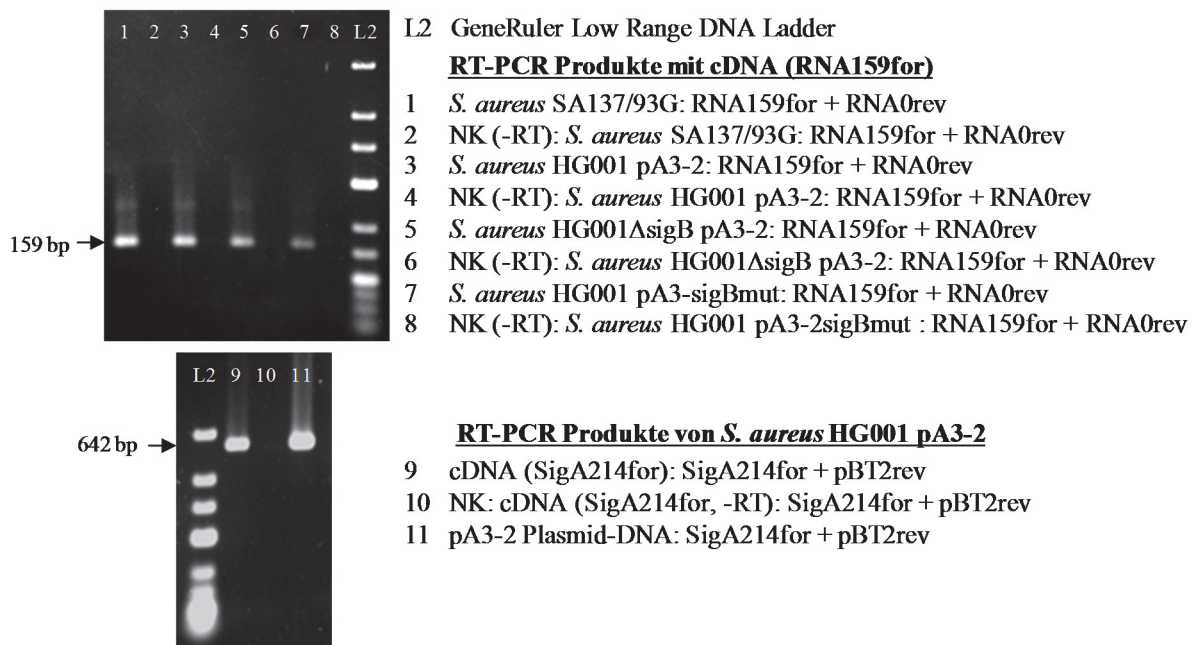 1 2 3 4 5 6 7 8 L2
159 bp
L2 GeneRuler Low Range DNA Ladder
RT-PCR Produkte mit cDNA (RNA159for)
1 S. aureus SA137/93G: RNA159for + RNA0rev
2 NK (-RT): S. aureus SA137/93G: RNA159for + RNA0rev
3 S. aureus HG001 pA3-2: RNA159for + RNA0rev
4 NK (-RT): S. aureus HG001 pA3-2: RNA159for + RNA0rev
5 S. aureus HG001ΔsigB pA3-2: RNA159for + RNA0rev
6 NK (-RT): S. aureus HG001ΔsigB pA3-2: RNA159for + RNA0rev
7 S. aureus HG001 pA3-sigBmut: RNA159for + RNA0rev
8 NK (-RT): S. aureus HG001 pA3-2sigBmut : RNA159for + RNA0rev
L2 9 10 11
642 bp
RT-PCR Produkte von S. aureus HG001 pA3-2
9 cDNA (SigA214for): SigA214for + pBT2rev
10 NK: cDNA (SigA214for, -RT): SigA214for + pBT2rev
11 pA3-2 Plasmid-DNA: SigA214for + pBT2rev